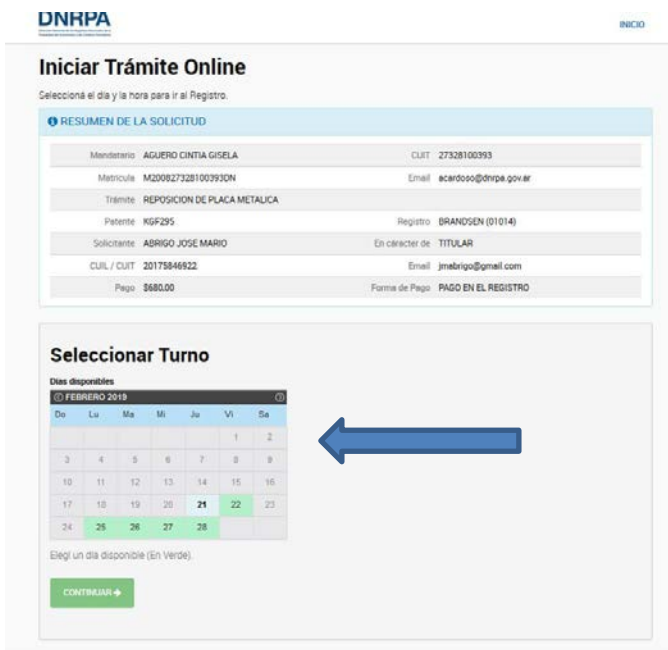 DNRPA
INICIO
Iniciar Trámite Online
Seleccioná el día y la hora para ir al Registro.
RESUMEN DE LA SOLICITUD
Mandatario AGUERO CINTIA GISELA CUIT 27328100393
Matricula M200827328100393DN Email acardoso@dnrpa.gov.ar
Trámite REPOSICION DE PLACA METALICA
Patente KGF295 Registro BRANDSEN (01014)
Solicitante ABRIGO JOSE MARIO En cáracter de TITULAR
CUIL / CUIT 20175846922 Email jmabrigo@gmail.com
Pago $680.00 Forma de Pago PAGO EN EL REGISTRO
Seleccionar Turno
Días disponibles
FEBRERO 2019
Do Lu Ma Mi Ju Vi Sa
1 2
3 4 5 6 7 8 9
10 11 12 13 14 15 16
17 18 19 20 21 22 23
24 25 26 27 28
Elegí un día disponible (En Verde).
CONTINUAR